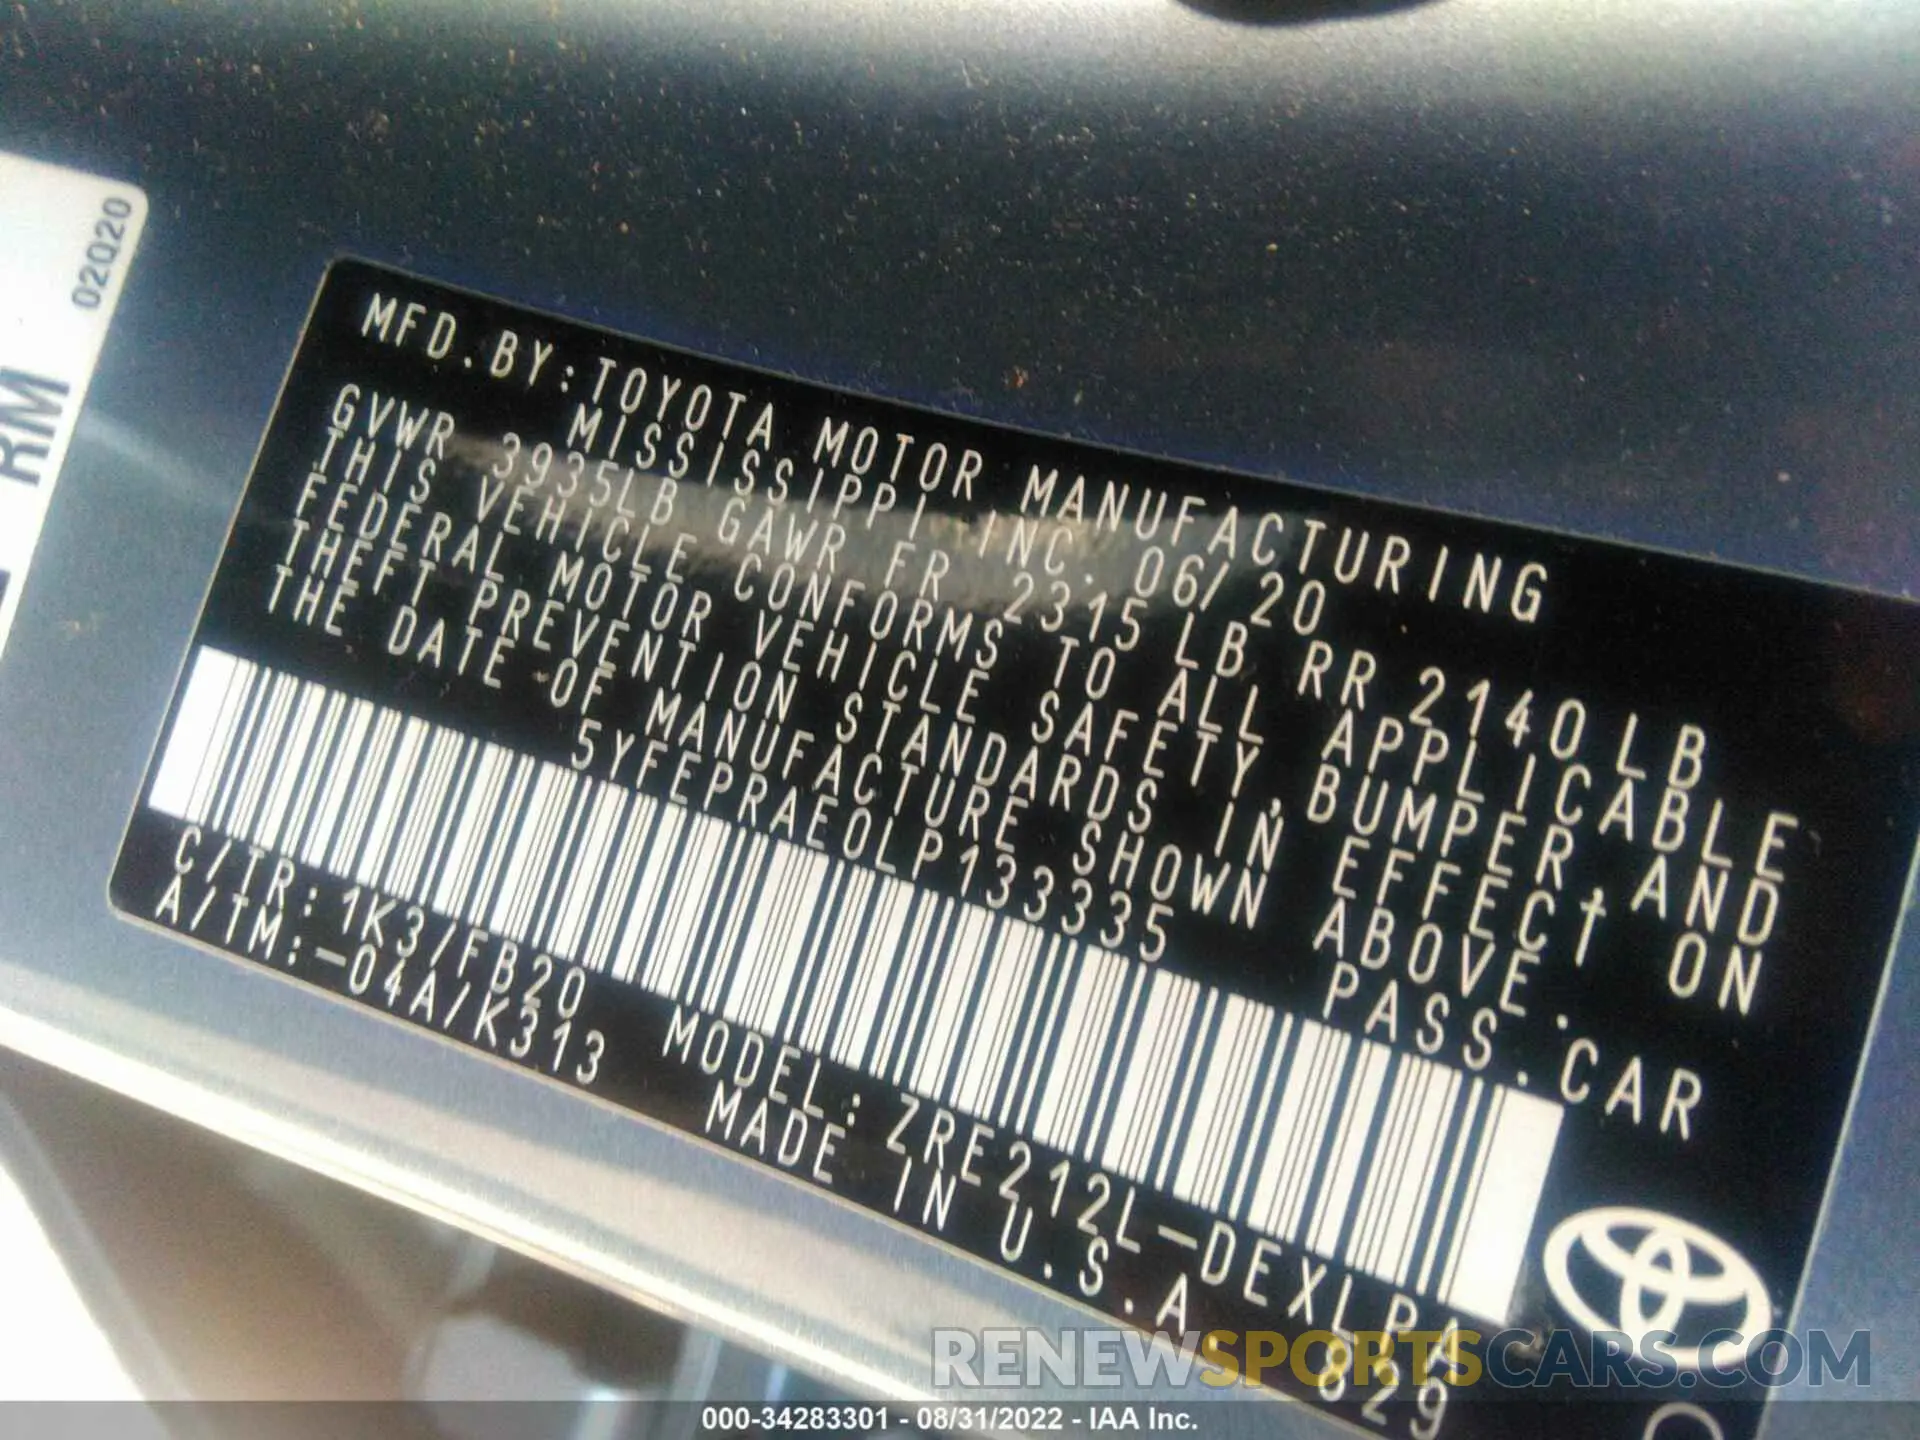 02Q20
RM
MFD.BY:TOYOTA MOTOR MANUFACTURING
MISSISSIPPI, INC. 06/20
GVWR 3935LB GAWR FR 2315LB RR 2140LB
THIS VEHICLE CONFORMS TO ALL APPLICABLE
FEDERAL MOTOR VEHICLE SAFETY,BUMPER,AND
THEFT PREVENTION STANDARDS IN EFFECT ON
THE DATE OF MANUFACTURE SHOWN ABOVE.
5YFEPRAE0LP133335 PASS.CAR
C/TR:1K3/FB20 MODEL:ZRE212L-DEXLPA
A/TM:-04A/K313 MADE IN U.S.A. 829
RENEWSPORTSCARS.COM
000-34283301 - 08/31/2022 - IAA Inc.